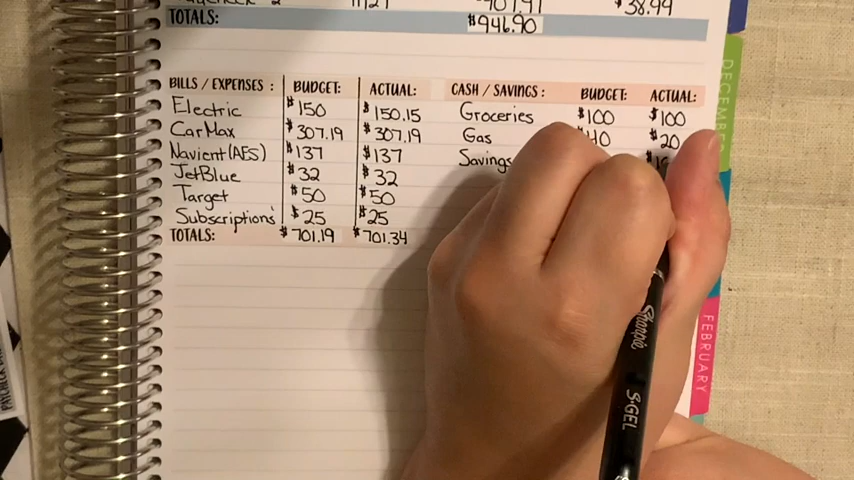 TOTALS: $946.90
BILLS / EXPENSES : BUDGET: ACTUAL: CASH / SAVINGS : BUDGET: ACTUAL:
Electric $150 $150.15 Groceries $100 $100
CarMax $307.19 $307.19 Gas $40 $20
Navient (AES) $137 $137 Savings
JetBlue $32 $32
Target $50 $50
Subscriptions $25 $25
TOTALS: $701.19 $701.34
DECEMBER
FEBRUARY
Sharpie S·GEL